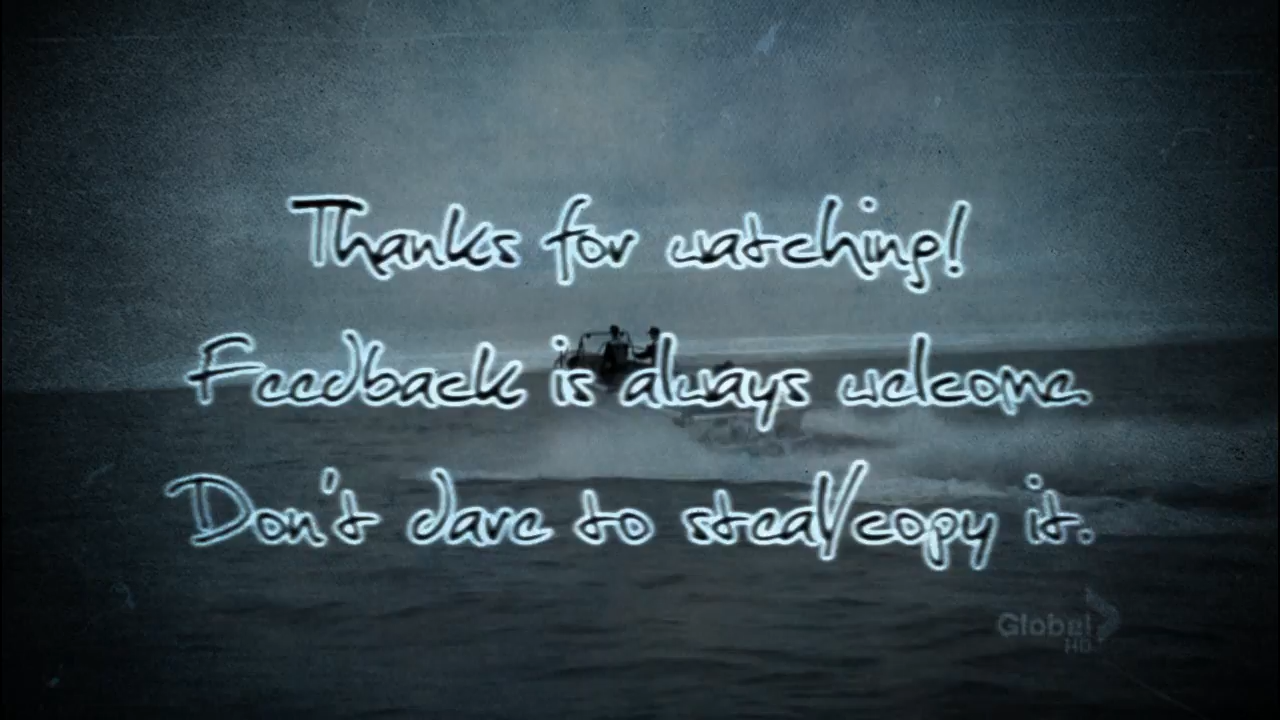 Thanks for watching!
Feedback is always welcome
Don't dare to steal/copy it.
Global
HD